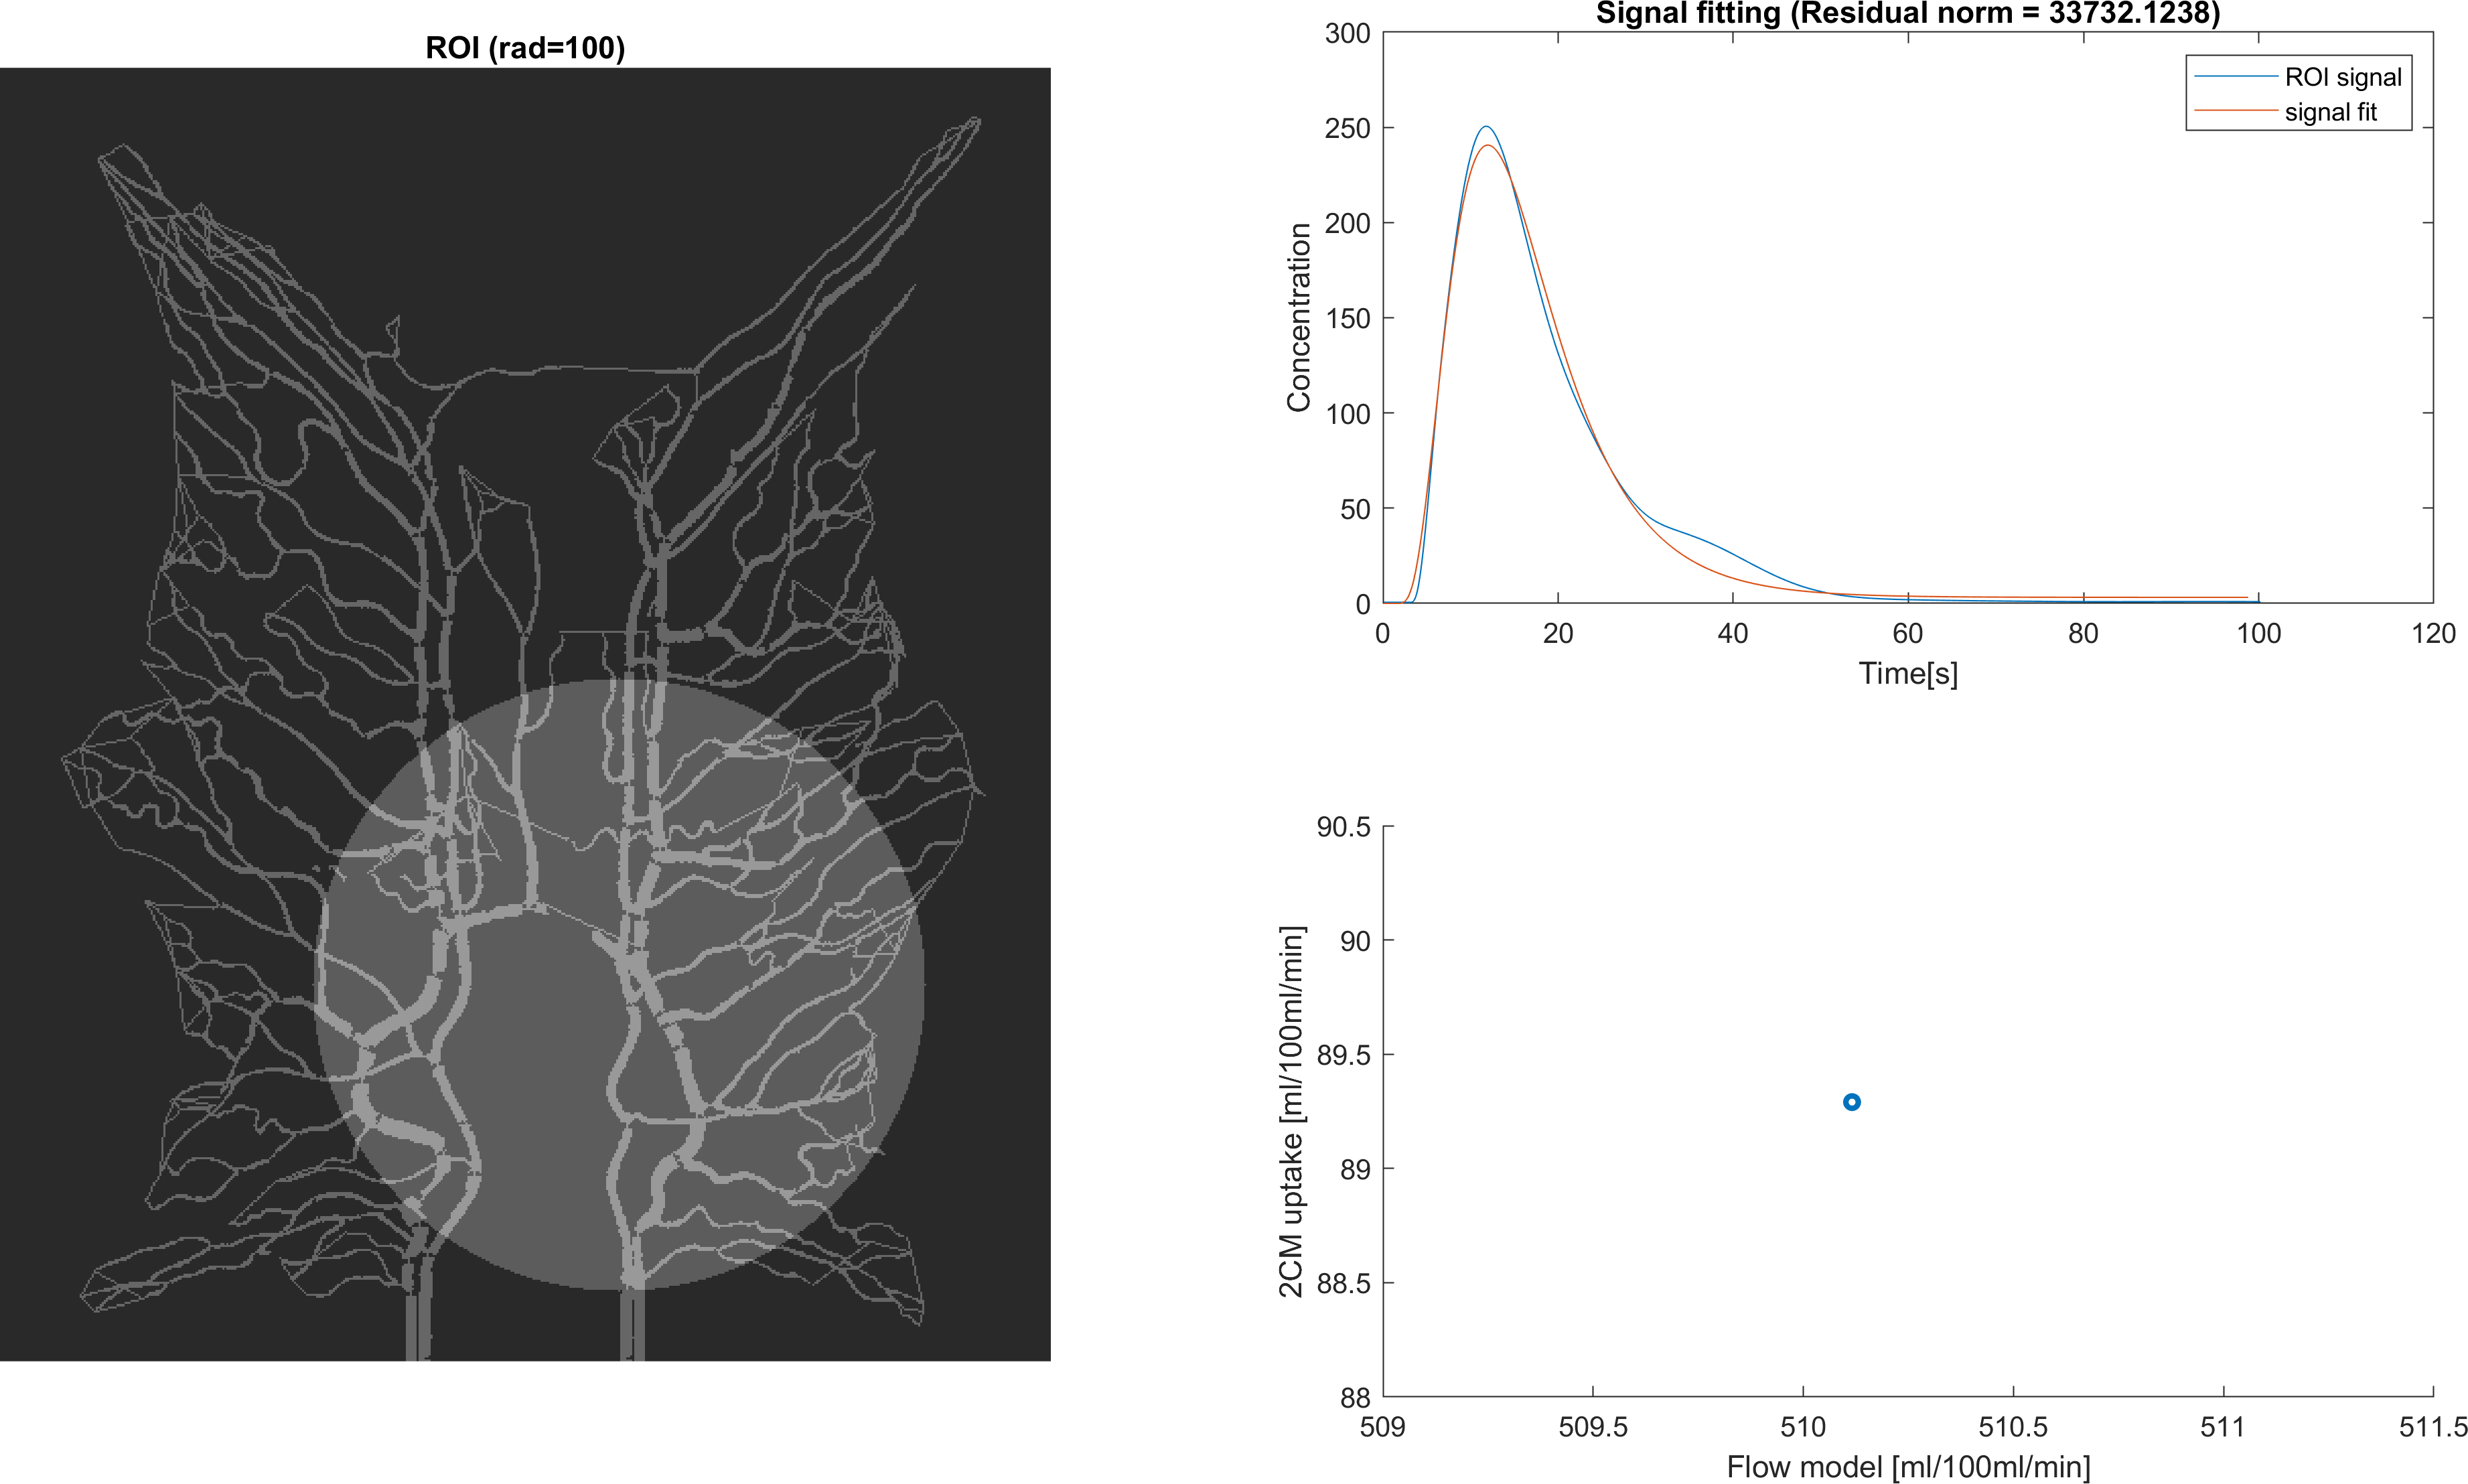 ROI (rad=100)
Signal fitting (Residual norm = 33732.1238)
300
250
200
150
100
50
0
Concentration
ROI signal
signal fit
0 20 40 60 80 100 120
Time[s]
90.5
90
89.5
89
88.5
88
2CM uptake [ml/100ml/min]
509 509.5 510 510.5 511 511.5
Flow model [ml/100ml/min]